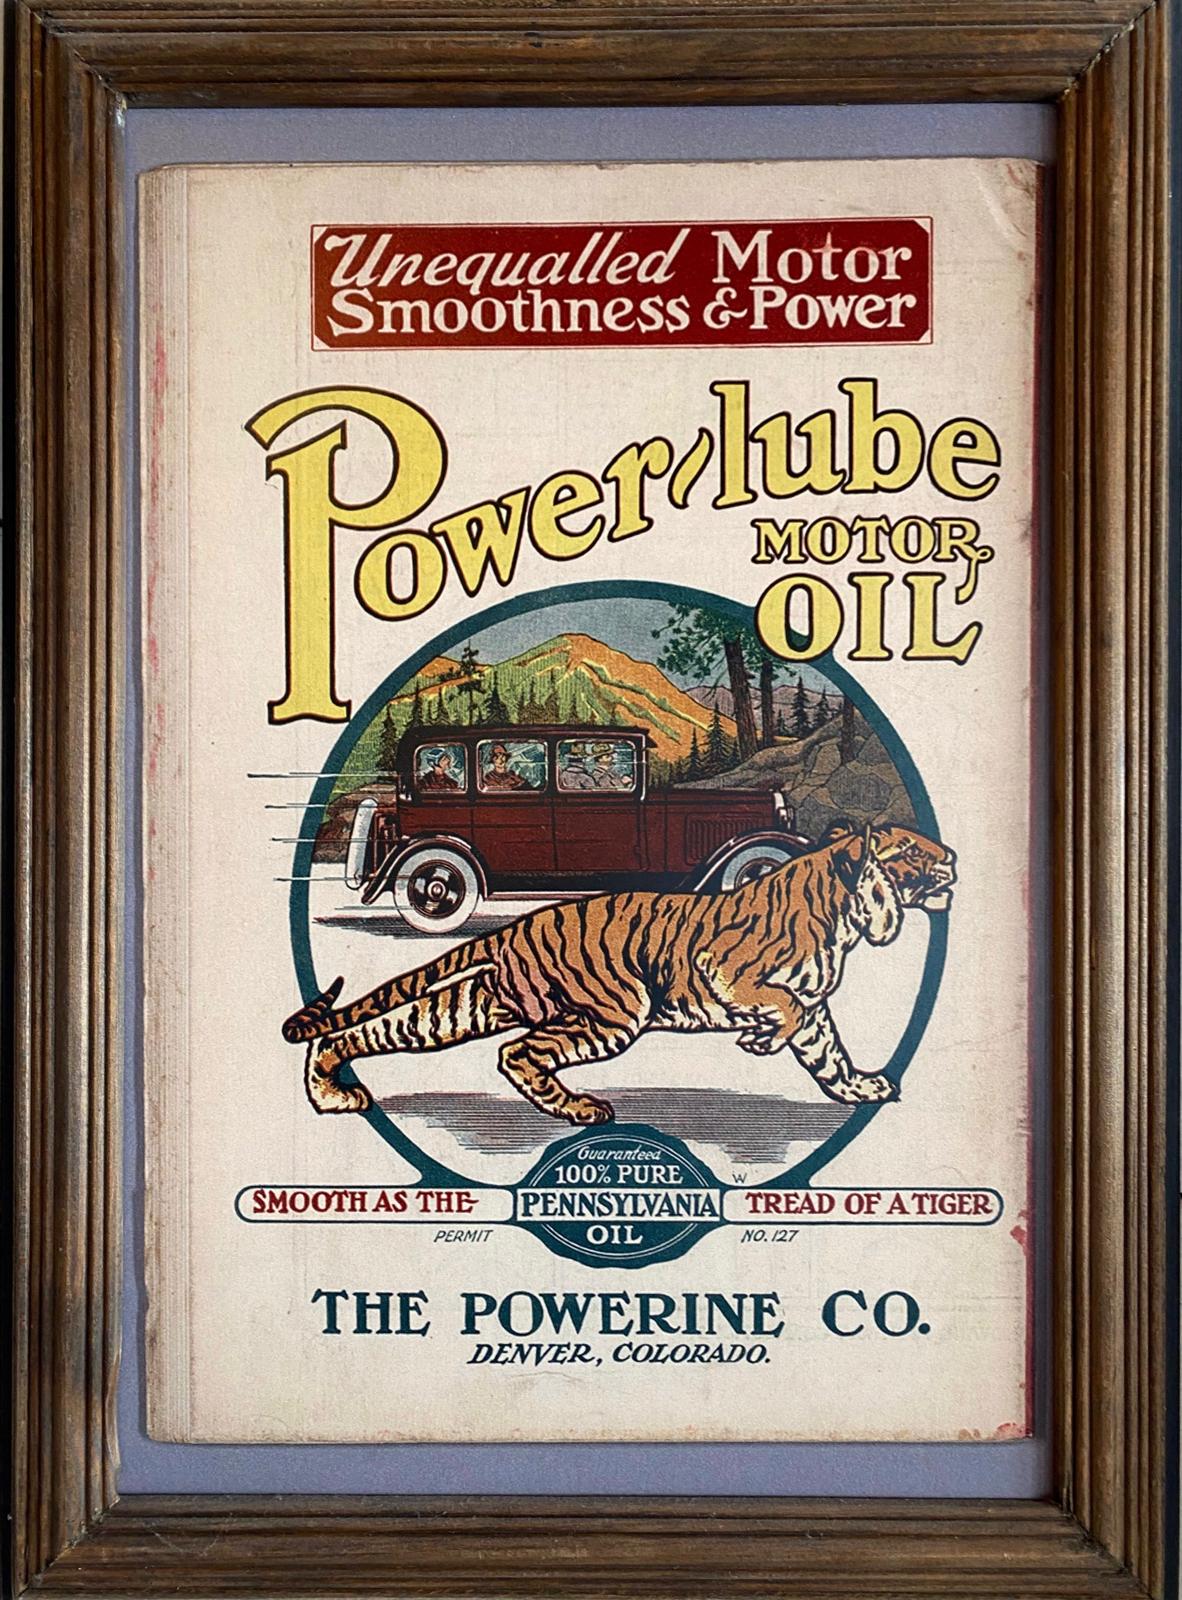 Unequalled Motor
Smoothness & Power
Power-lube
MOTOR
OIL
Guaranteed
100% PURE
W
SMOOTH AS THE PENNSYLVANIA TREAD OF A TIGER
PERMIT OIL NO. 127
THE POWERINE CO.
DENVER, COLORADO.